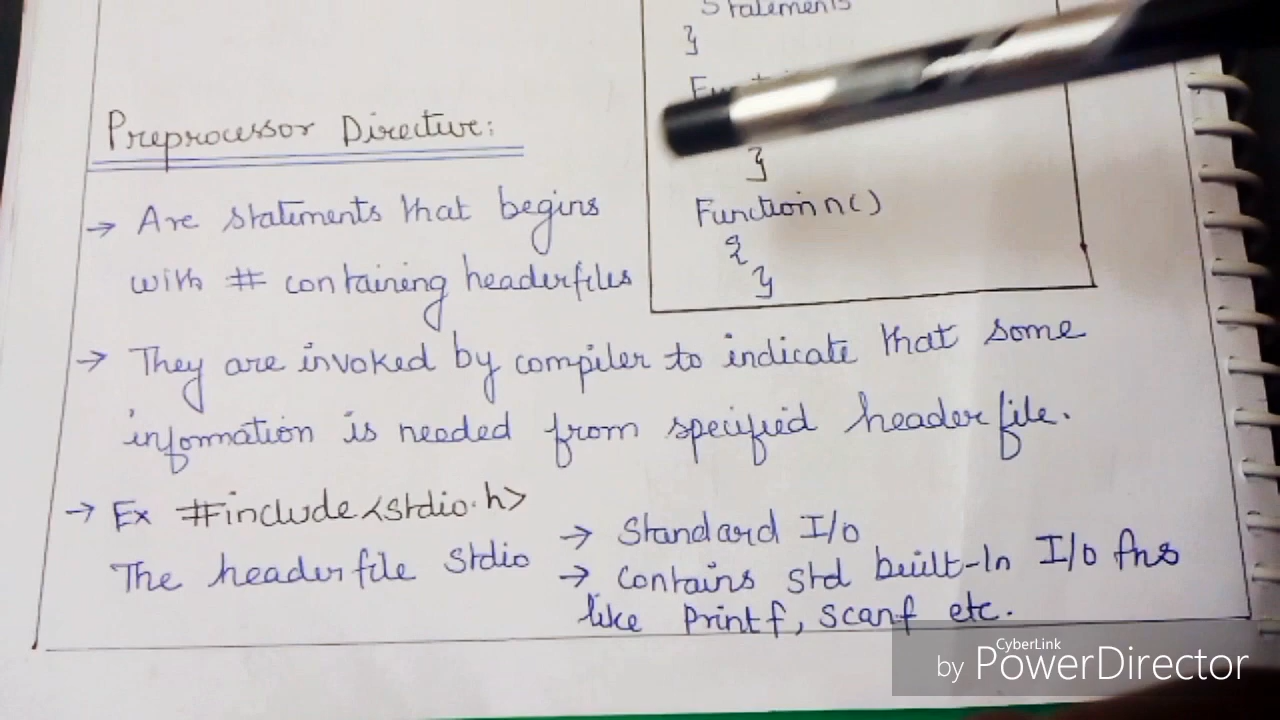 Statements
}
}
Function n()
{
}
Preprocessor Directive:
→ Are statements that begins
with # containing headerfiles
→ They are invoked by compiler to indicate that some
information is needed from specified header file.
→ Ex #include<stdio.h>
The header file stdio → Standard I/o
→ contains std built-In I/o fns
like Printf, scanf etc.
CyberLink
by PowerDirector